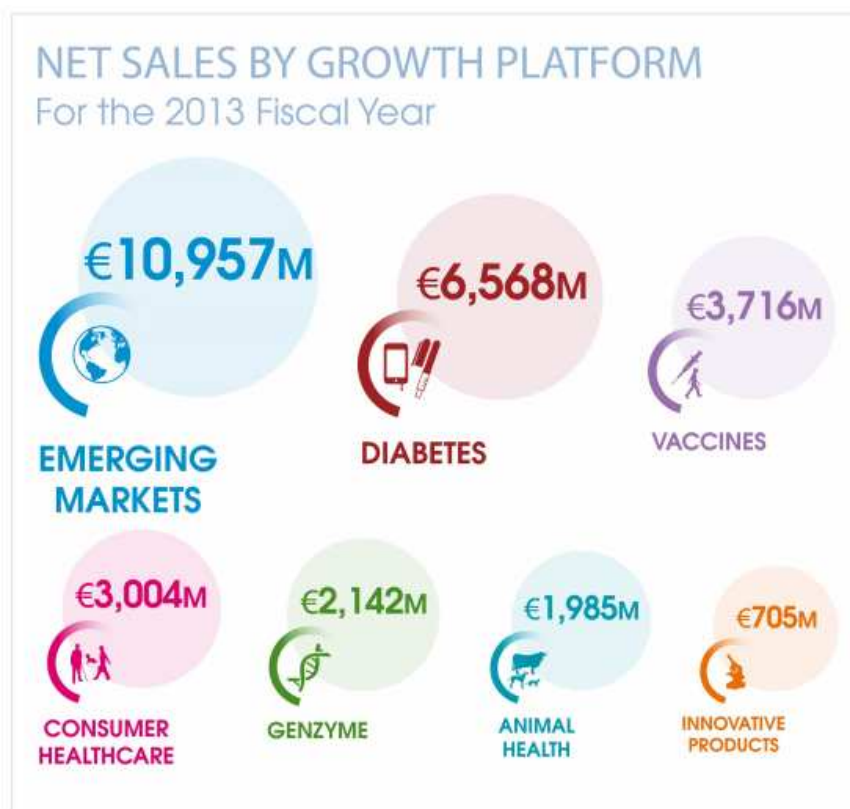 NET SALES BY GROWTH PLATFORM
For the 2013 Fiscal Year
€10,957M
EMERGING
MARKETS
€6,568M
DIABETES
€3,716M
VACCINES
€3,004M
CONSUMER
HEALTHCARE
€2,142M
GENZYME
€1,985M
ANIMAL
HEALTH
€705M
INNOVATIVE
PRODUCTS